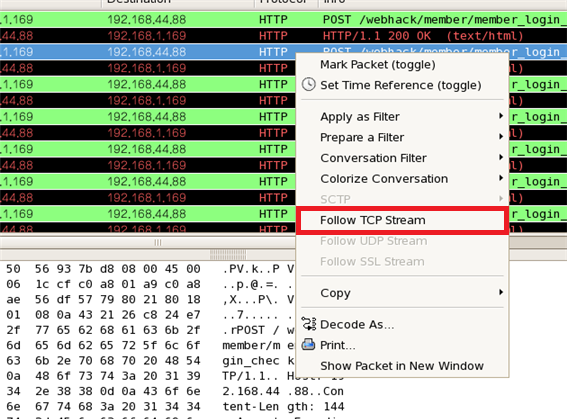 Destination Protocol Info
1,169 192,168,44,88 HTTP POST /webhack/member/member_login_
44,88 192,168,1,169 HTTP HTTP/1.1 200 OK (text/html)
1,169 192,168,44,88 HTTP POST /webhack/member/member_login_
44,88 192,168,1,169 HTTP ml)
1,169 192,168,44,88 HTTP r_login_
44,88 192,168,1,169 HTTP ml)
1,169 192,168,44,88 HTTP r_login_
44,88 192,168,1,169 HTTP ml)
1,169 192,168,44,88 HTTP r_login_
44,88 192,168,1,169 HTTP ml)
1,169 192,168,44,88 HTTP r_login_
44,88 192,168,1,169 HTTP ml)
1,169 192,168,44,88 HTTP r_login_
44,88 192,168,1,169 HTTP ml)
Mark Packet (toggle)
Set Time Reference (toggle)
Apply as Filter
Prepare a Filter
Conversation Filter
Colorize Conversation
SCTP
Follow TCP Stream
Follow UDP Stream
Follow SSL Stream
Copy
Decode As...
Print...
Show Packet in New Window
50 56 93 7b d8 08 00 45 00 .PV.k..P V
06 1c cf c0 a8 01 a9 c0 a8 ..p.@.=. .
ae 56 df 57 79 80 21 80 18 ,X...P\. V
01 08 0a 43 21 26 c8 24 e7 ..7..... .
2f 77 65 62 68 61 63 6b 2f .rPOST / w
6d 65 6d 62 65 72 5f 6c 6f member/m e
63 6b 2e 70 68 70 20 48 54 gin_chec k
0a 48 6f 73 74 3a 20 31 39 TP/1.1.. Host: 19
2e 38 38 0d 0a 43 6f 6e 2.168.44 .88..Con
6e 67 74 68 3a 20 31 34 34 tent-Len gth: 144